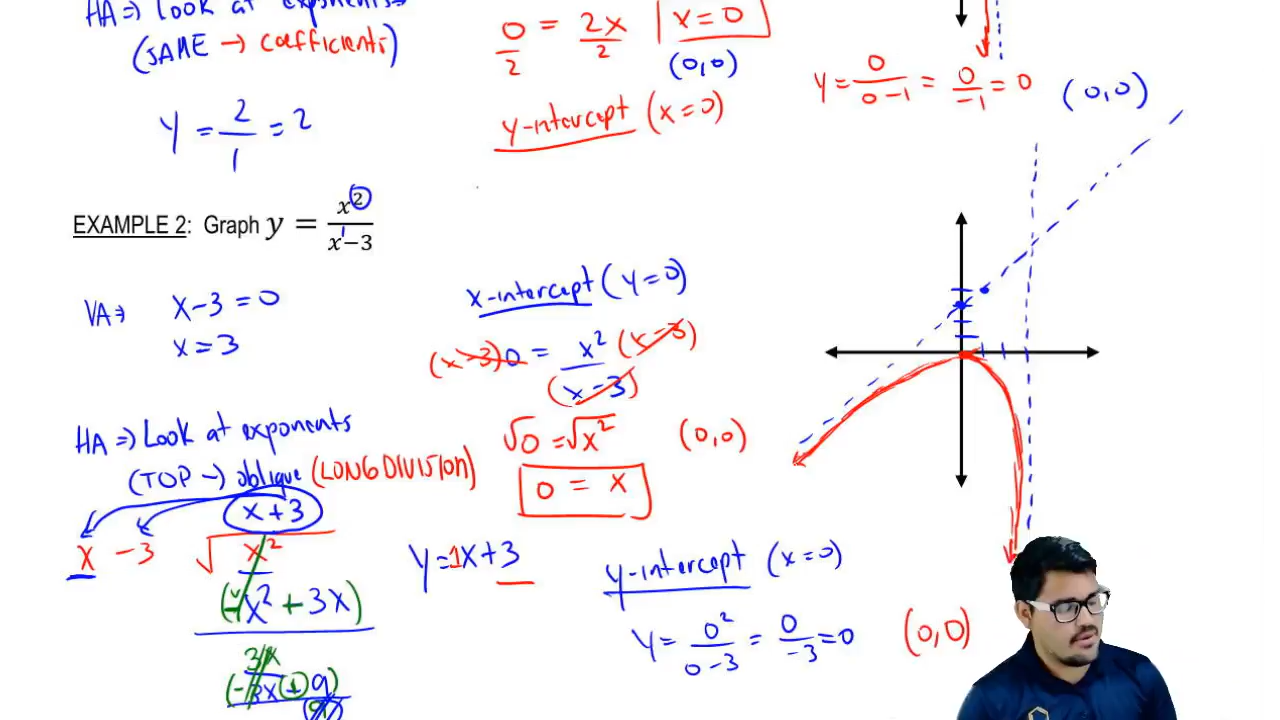 HA ⇒ Look at exponents
(SAME → coefficients)
y = 2/1 = 2
0/2 = 2x/2 | x = 0
(0,0)
y-intercept (x=0)
y = 0/(0-1) = 0/-1 = 0 (0,0)
EXAMPLE 2: Graph y = x²/(x¹-3)
VA ⇒ x-3=0
x=3
HA ⇒ Look at exponents
(TOP → oblique (LONG DIVISION)
x+3
x -3 √x²
(-x² + 3x)
3x
(-3x + 9)
(9)
y=1x+3
x-intercept (y=0)
(x-3) 0 = x²/(x-3) (x-3)
√0 = √x² (0,0)
0 = x
y-intercept (x=0)
y = 0²/(0-3) = 0/-3 = 0 (0,0)